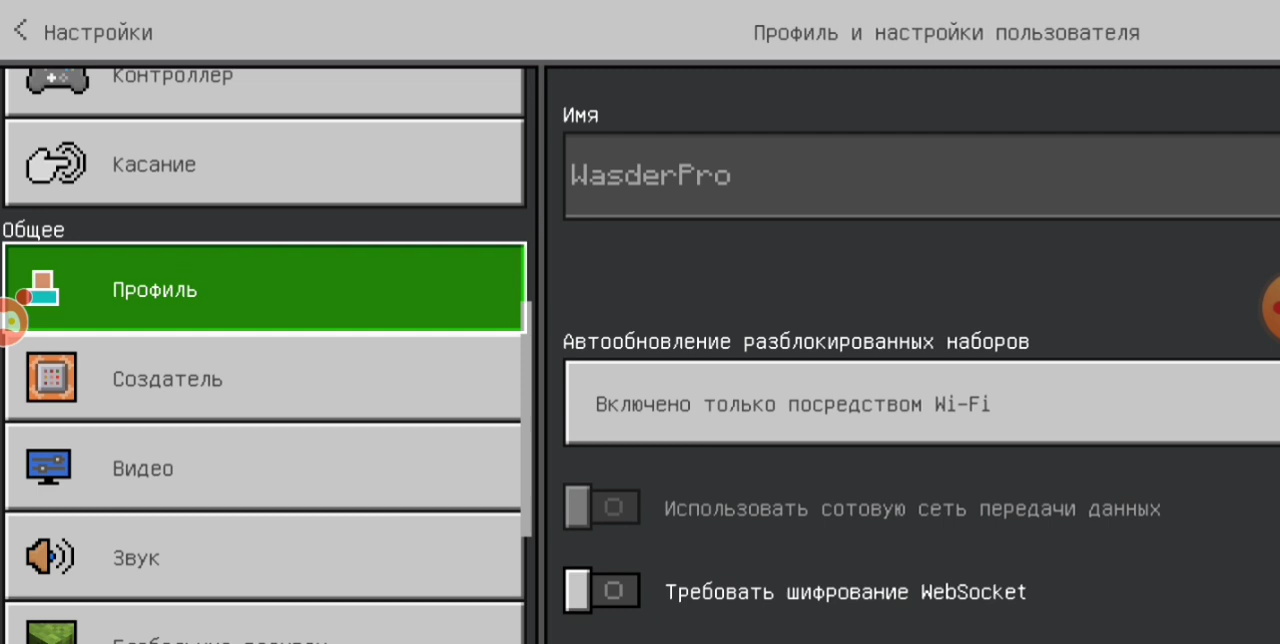 Настройки
Профиль и настройки пользователя
Контроллер
Касание
Общее
Профиль
Создатель
Видео
Звук
Имя
WasderPro
Автообновление разблокированных наборов
Включено только посредством Wi-Fi
Использовать сотовую сеть передачи данных
Требовать шифрование WebSocket